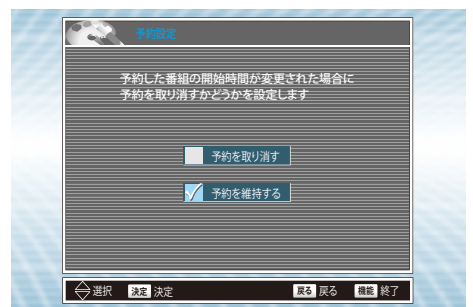 予約設定
予約した番組の開始時間が変更された場合に
予約を取り消すかどうかを設定します
予約を取り消す
予約を維持する
選択 決定 決定 戻る 戻る 機能 終了